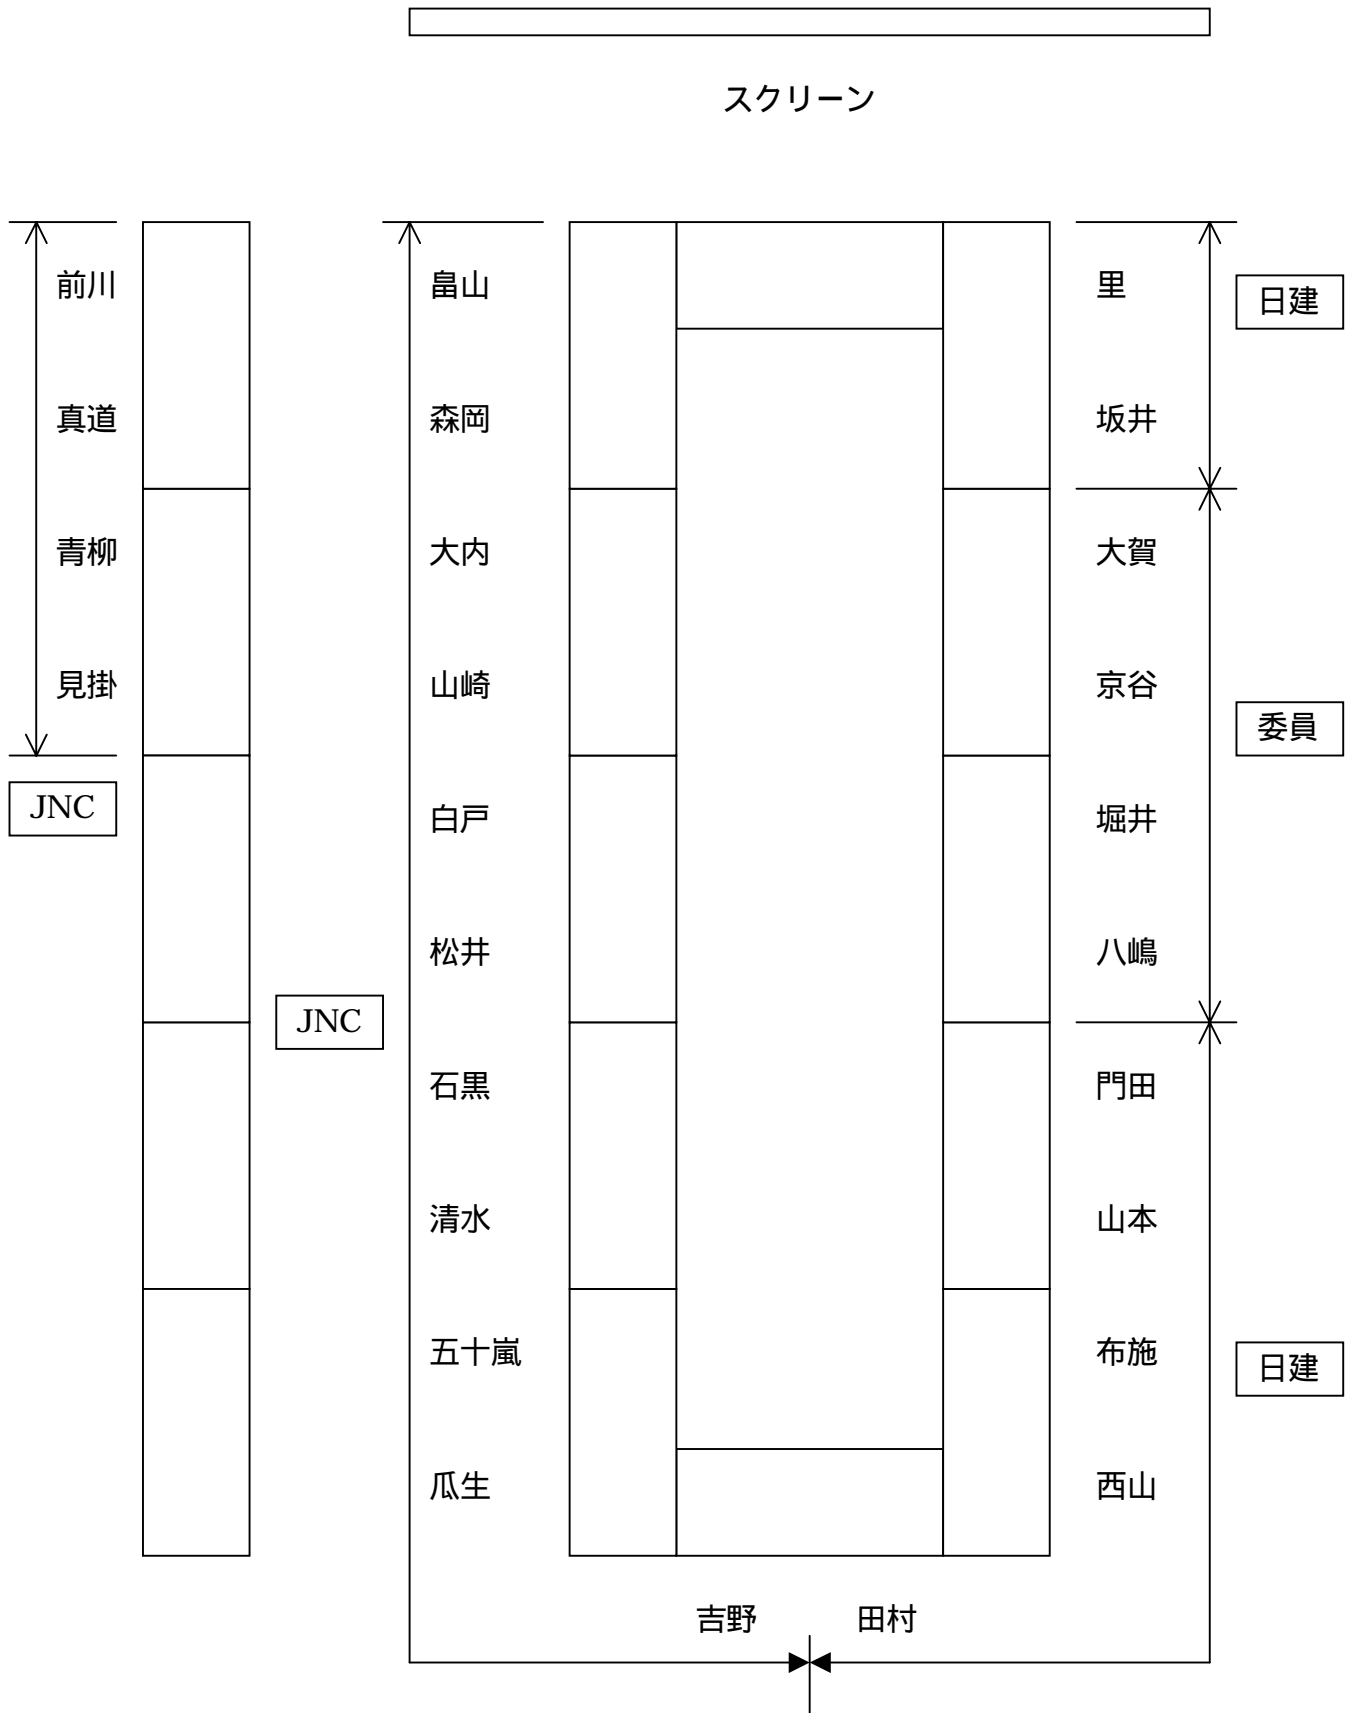 スクリーン
前川
畠山
里
日建
真道
森岡
坂井
青柳
大内
大賀
見掛
山崎
京谷
委員
JNC
白戸
堀井
松井
八嶋
JNC
石黒
門田
清水
山本
五十嵐
布施
日建
瓜生
西山
吉野
田村